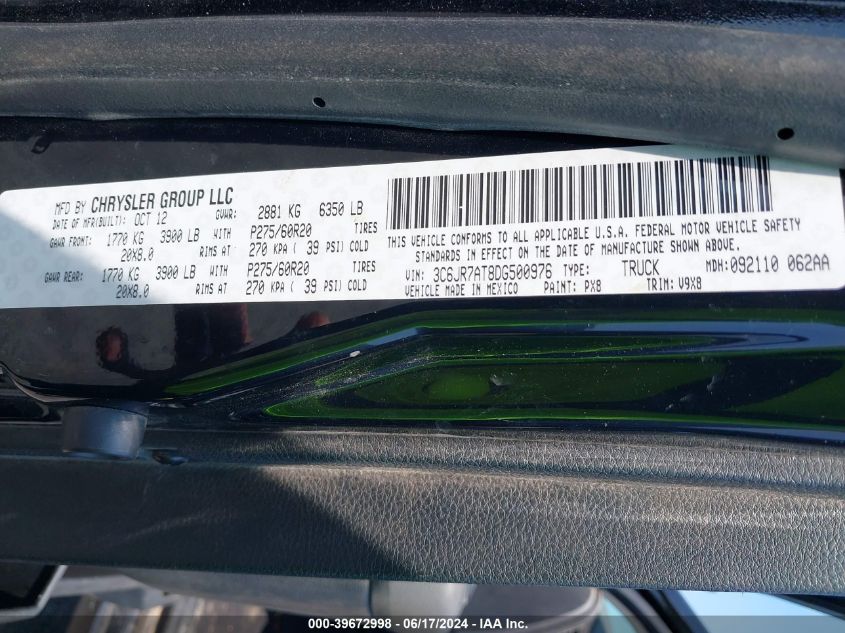 MFD BY CHRYSLER GROUP LLC
DATE OF MFR(BUILT): OCT 12 GVWR: 2881 KG 6350 LB
GAWR FRONT: 1770 KG 3900 LB WITH P275/60R20 TIRES
20X8.0 RIMS AT 270 KPA ( 39 PSI) COLD
GAWR REAR: 1770 KG 3900 LB WITH P275/60R20 TIRES
20X8.0 RIMS AT 270 KPA ( 39 PSI) COLD
THIS VEHICLE CONFORMS TO ALL APPLICABLE U.S.A. FEDERAL MOTOR VEHICLE SAFETY
STANDARDS IN EFFECT ON THE DATE OF MANUFACTURE SHOWN ABOVE.
VIN: 3C6JR7AT8DG500976 TYPE: TRUCK MDH: 092110 062AA
VEHICLE MADE IN MEXICO PAINT: PX8 TRIM: V9X8
000-39672998 - 06/17/2024 - IAA Inc.